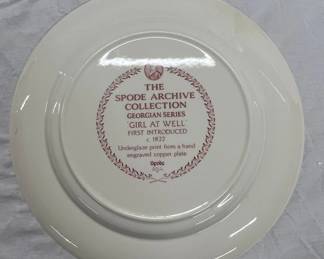 THE
SPODE ARCHIVE
COLLECTION
GEORGIAN SERIES
'GIRL AT WELL'
FIRST INTRODUCED
c. 1822
Underglaze print from a hand
engraved copper plate
Spode